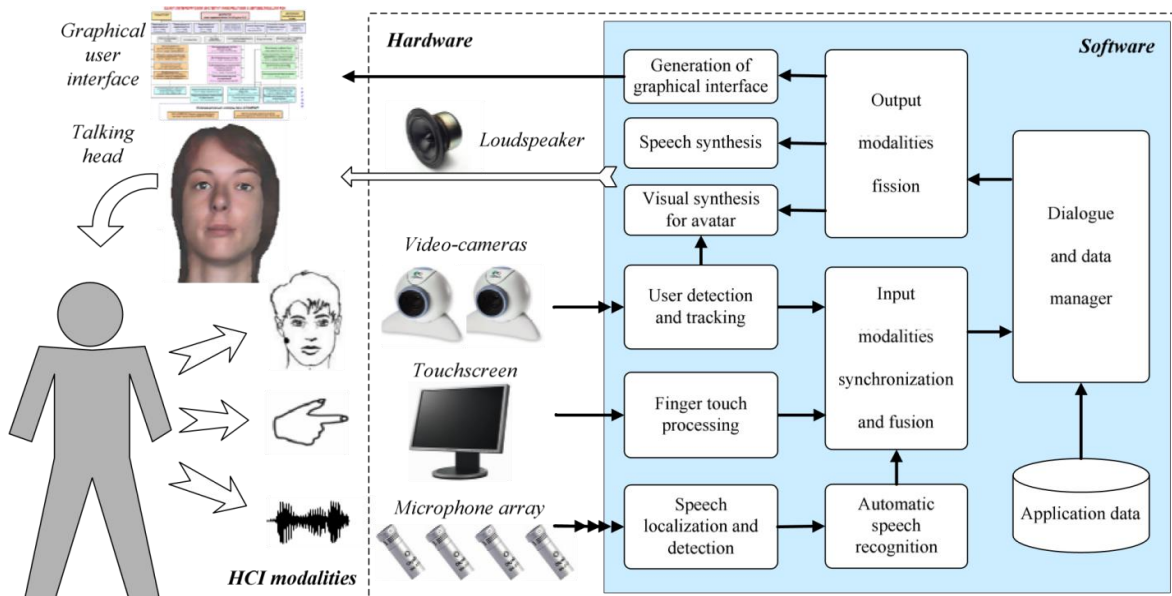 Graphical
user
interface
Talking
head
HCI modalities
Hardware
Loudspeaker
Video-cameras
Touchscreen
Microphone array
Software
Generation of
graphical interface
Speech synthesis
Visual synthesis
for avatar
User detection
and tracking
Finger touch
processing
Speech
localization and
detection
Output
modalities
fission
Input
modalities
synchronization
and fusion
Automatic
speech
recognition
Dialogue
and data
manager
Application data